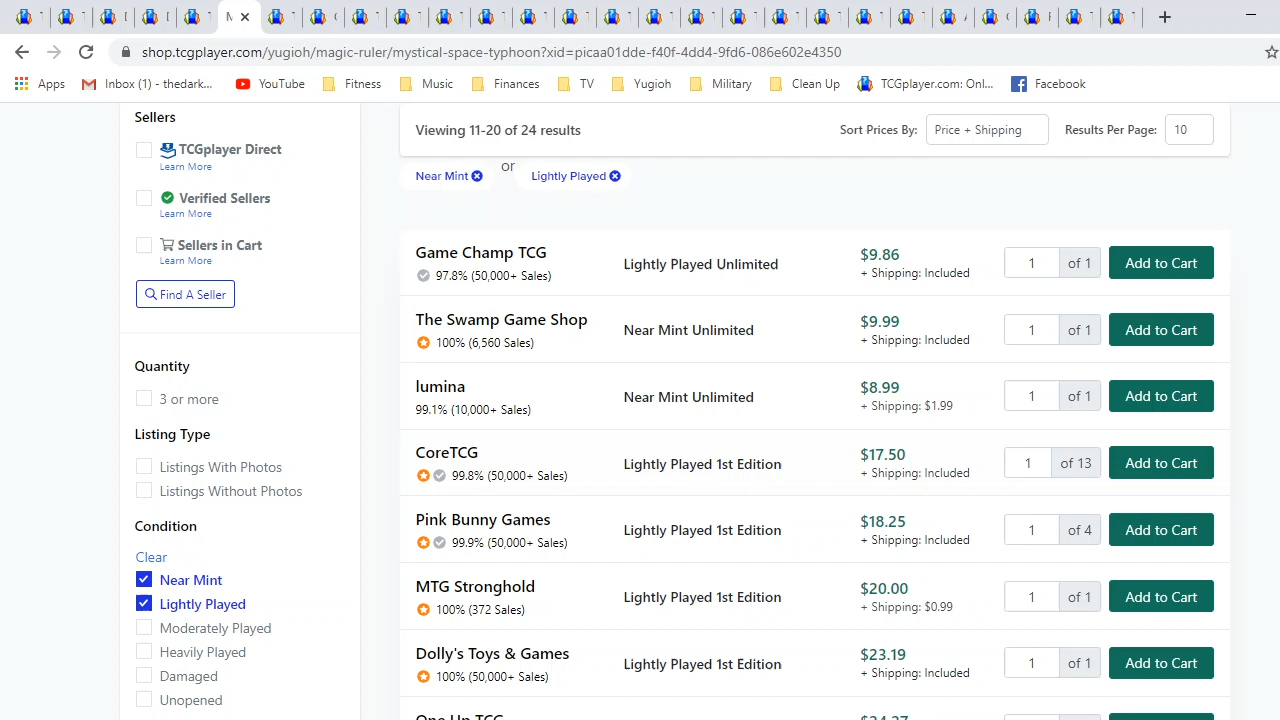 shop.tcgplayer.com/yugioh/magic-ruler/mystical-space-typhoon?xid=picaa01dde-f40f-4dd4-9fd6-086e602e4350
Apps Inbox (1) - thedark... YouTube Fitness Music Finances TV Yugioh Military Clean Up TCGplayer.com: Onl... Facebook
Sellers
TCGplayer Direct
Learn More
Verified Sellers
Learn More
Sellers in Cart
Learn More
Find A Seller
Quantity
3 or more
Listing Type
Listings With Photos
Listings Without Photos
Condition
Clear
Near Mint
Lightly Played
Moderately Played
Heavily Played
Damaged
Unopened
Viewing 11-20 of 24 results Sort Prices By: Price + Shipping Results Per Page: 10
Near Mint or Lightly Played
Game Champ TCG
97.8% (50,000+ Sales)
Lightly Played Unlimited
$9.86
+ Shipping: Included
1 of 1 Add to Cart
The Swamp Game Shop
100% (6,560 Sales)
Near Mint Unlimited
$9.99
+ Shipping: Included
1 of 1 Add to Cart
lumina
99.1% (10,000+ Sales)
Near Mint Unlimited
$8.99
+ Shipping: $1.99
1 of 1 Add to Cart
CoreTCG
99.8% (50,000+ Sales)
Lightly Played 1st Edition
$17.50
+ Shipping: Included
1 of 13 Add to Cart
Pink Bunny Games
99.9% (50,000+ Sales)
Lightly Played 1st Edition
$18.25
+ Shipping: Included
1 of 4 Add to Cart
MTG Stronghold
100% (372 Sales)
Lightly Played 1st Edition
$20.00
+ Shipping: $0.99
1 of 1 Add to Cart
Dolly's Toys & Games
100% (50,000+ Sales)
Lightly Played 1st Edition
$23.19
+ Shipping: Included
1 of 1 Add to Cart